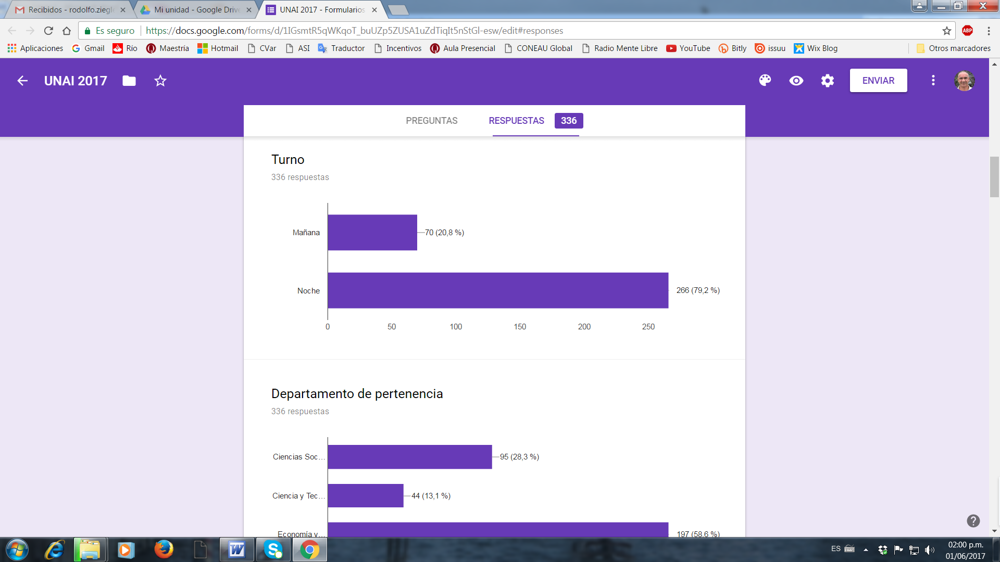 Recibidos - rodolfo.ziegle
Mi unidad - Google Drive
UNAI 2017 - Formularios
Es seguro
https://docs.google.com/forms/d/1IGsmtR5qWKqoT_buUZp5ZUSA1uZdTiqIt5nStGl-esw/edit#responses
ABP
Aplicaciones Gmail Río Maestría Hotmail CVar ASI Traductor Incentivos Aula Presencial CONEAU Global Radio Mente Libre YouTube Bitly issuu Wix Blog Otros marcadores
UNAI 2017
ENVIAR
PREGUNTAS RESPUESTAS 336
Turno
336 respuestas
Mañana 70 (20,8 %)
Noche 266 (79,2 %)
0 50 100 150 200 250
Departamento de pertenencia
336 respuestas
Ciencias Soc… 95 (28,3 %)
Ciencia y Tec… 44 (13,1 %)
Economía y… 197 (58,6 %)
ES
02:00 p.m.
01/06/2017